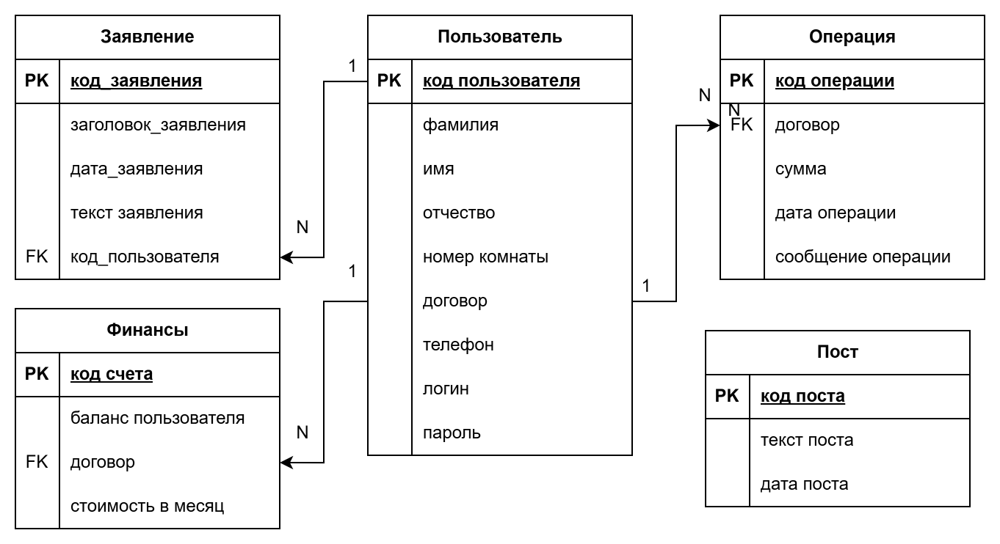 Заявление
PK код_заявления
заголовок_заявления
дата_заявления
текст заявления
FK код_пользователя
Финансы
PK код счета
баланс пользователя
FK договор
стоимость в месяц
1
N
1
N
Пользователь
PK код пользователя
фамилия
имя
отчество
номер комнаты
договор
телефон
логин
пароль
1
N
N
Операция
PK код операции
FK договор
сумма
дата операции
сообщение операции
Пост
PK код поста
текст поста
дата поста